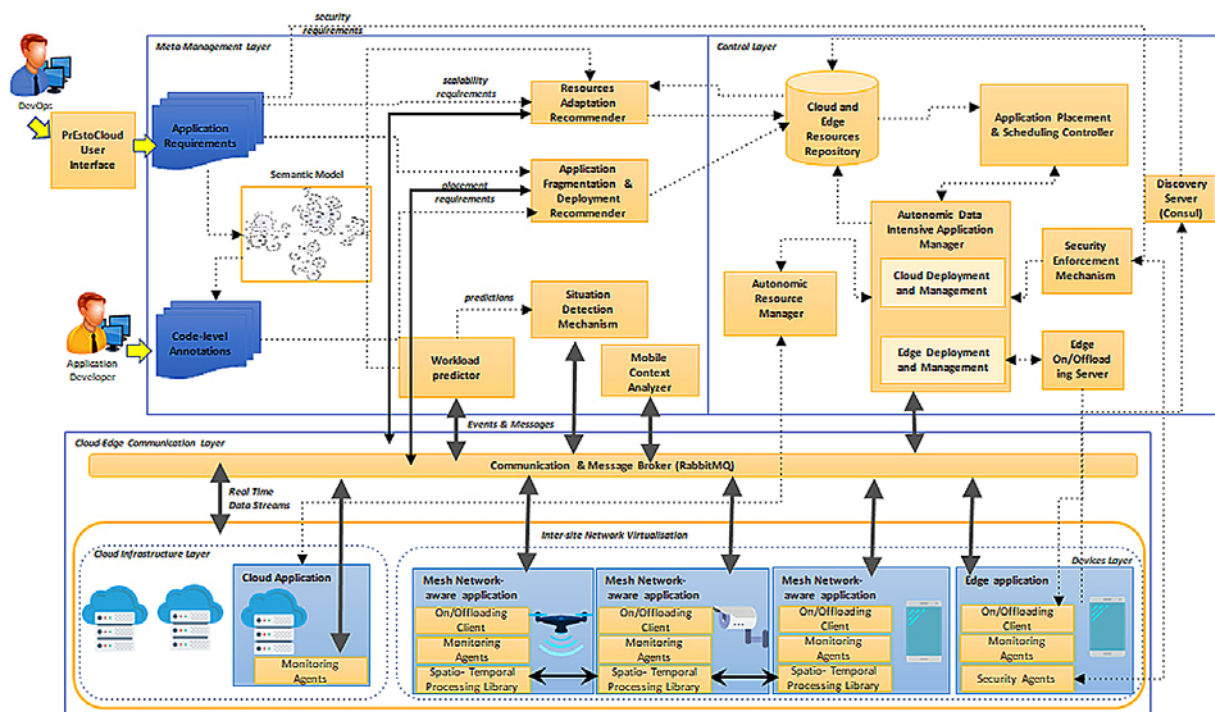 security
requirements
Meta-Management Layer
Control Layer
DevOps
PrEstoCloud
User
Interface
Application
Requirements
scalability
requirements
Resources
Adaptation
Recommender
Cloud and
Edge
Resources
Repository
Application Placement
& Scheduling Controller
Semantic Model
placement
requirements
Application
Fragmentation &
Deployment
Recommender
Discovery
Server
(Consul)
Autonomic Data
Intensive Application
Manager
Cloud Deployment
and Management
Edge Deployment
and Management
Security
Enforcement
Mechanism
Autonomic
Resource
Manager
Edge
On/Offload
ing Server
Application
Developer
Code-level
Annotations
predictions
Situation
Detection
Mechanism
Workload
predictor
Mobile
Context
Analyzer
Events & Messages
Cloud-Edge Communication Layer
Communication & Message Broker (RabbitMQ)
Real Time
Data Streams
Inter-site Network Virtualisation
Cloud Infrastructure Layer
Devices Layer
Cloud Application
Monitoring
Agents
Mesh Network-
aware application
On/Offloading
Client
Monitoring
Agents
Spatio- Temporal
Processing Library
Mesh Network-
aware application
On/Offloading
Client
Monitoring
Agents
Spatio- Temporal
Processing Library
Mesh Network-
aware application
On/Offloading
Client
Monitoring
Agents
Spatio- Temporal
Processing Library
Edge application
On/Offloading
Client
Monitoring
Agents
Security Agents